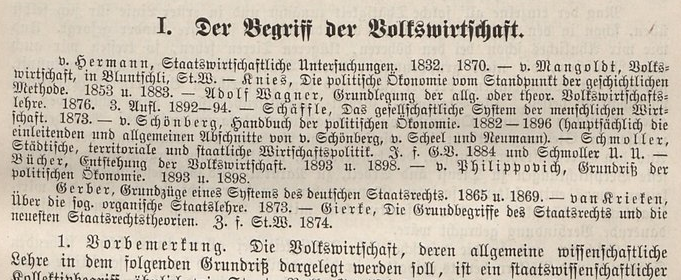 I. Der Begriff der Volkswirtschaft.
v. Hermann, Staatswirtschaftliche Untersuchungen. 1832. 1870. — v. Mangoldt, Volks-
wirtschaft, in Bluntschli, St.W. — Knies, Die politische Ökonomie vom Standpunkt der geschichtlichen
Methode. 1853 u. 1883. — Adolf Wagner, Grundlegung der allg. oder theor. Volkswirtschafts-
lehre. 1876. 3. Aufl. 1892—94. — Schäffle, Das gesellschaftliche System der menschlichen Wirt-
schaft. 1873. — v. Schönberg, Handbuch der politischen Ökonomie. 1882—1896 (hauptsächlich die
einleitenden und allgemeinen Abschnitte von v. Schönberg, v. Scheel und Neumann). — Schmoller,
Städtische, territoriale und staatliche Wirtschaftspolitik. J. f. G.V. 1884 und Schmoller U. U. —
Bücher, Entstehung der Volkswirtschaft. 1893 u. 1898. — v. Philippovich, Grundriß der
politischen Ökonomie. 1893 u. 1898.
Gerber, Grundzüge eines Systems des deutschen Staatsrechts. 1865 u. 1869. — van Krieken,
Über die sog. organische Staatslehre. 1873. — Gierke, Die Grundbegriffe des Staatsrechts und die
neuesten Staatsrechtstheorien. Z. f. St.W. 1874.
1. Vorbemerkung. Die Volkswirtschaft, deren allgemeine wissenschaftliche
Lehre in dem folgenden Grundriß dargelegt werden soll, ist ein staatswissenschaftlicher